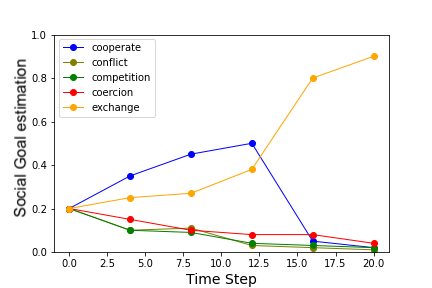 Social Goal estimation
1.0
0.8
0.6
0.4
0.2
0.0
cooperate
conflict
competition
coercion
exchange
0.0 2.5 5.0 7.5 10.0 12.5 15.0 17.5 20.0
Time Step